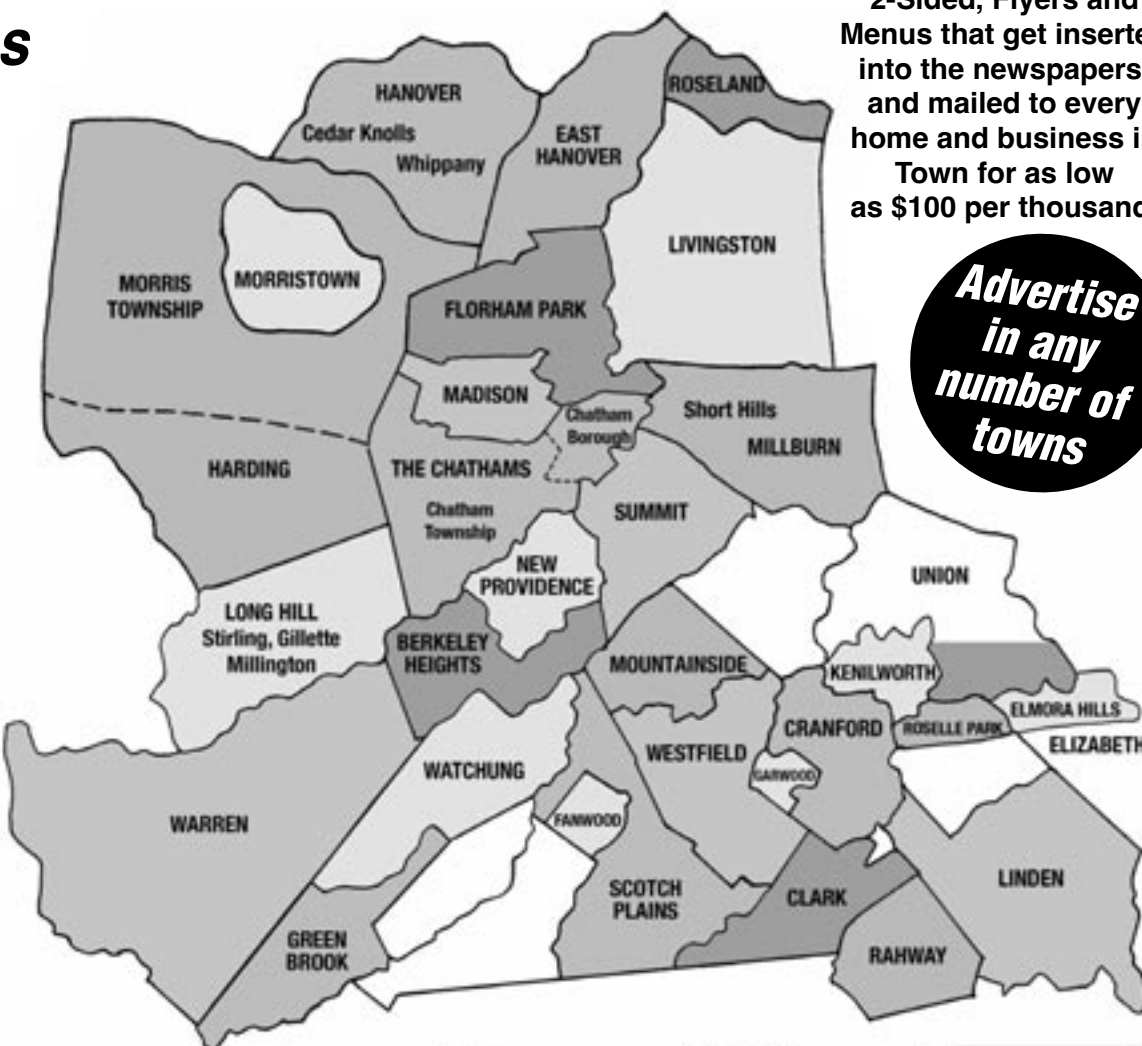 s
2-Sided, Flyers and
Menus that get inserte
into the newspapers
and mailed to every
home and business i
Town for as low
as $100 per thousand
Advertise
in any
number of
towns
ROSELAND
HANOVER
Cedar Knolls
Whippany
EAST
HANOVER
LIVINGSTON
MORRIS
TOWNSHIP
MORRISTOWN
FLORHAM PARK
MADISON
Chatham
Borough
Short Hills
MILLBURN
HARDING
THE CHATHAMS
Chatham
Township
SUMMIT
NEW
PROVIDENCE
UNION
LONG HILL
Stirling, Gillette
Millington
BERKELEY
HEIGHTS
MOUNTAINSIDE
KENILWORTH
ELMORA HILLS
ROSELLE PARK
CRANFORD
ELIZABETH
WESTFIELD
GARWOOD
WATCHUNG
WARREN
FANWOOD
SCOTCH
PLAINS
CLARK
LINDEN
GREEN
BROOK
RAHWAY